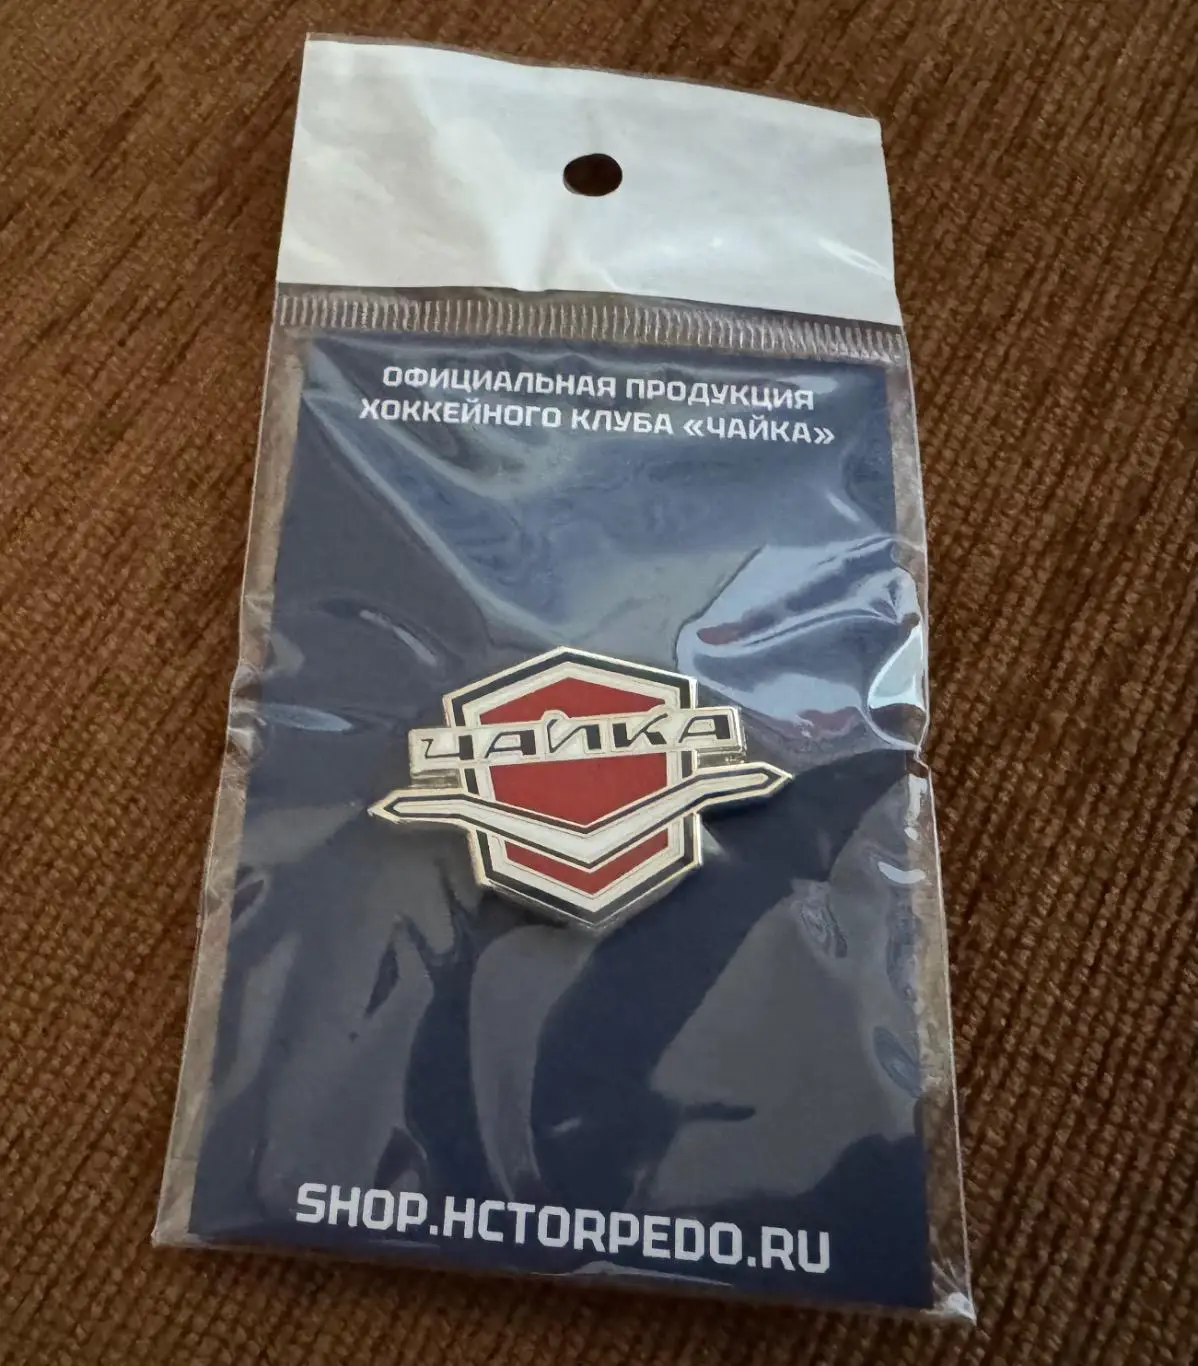 ОФИЦИАЛЬНАЯ ПРОДУКЦИЯ
ХОККЕЙНОГО КЛУБА «ЧАЙКА»
ЧАЙКА
SHOP.HCTORPEDO.RU